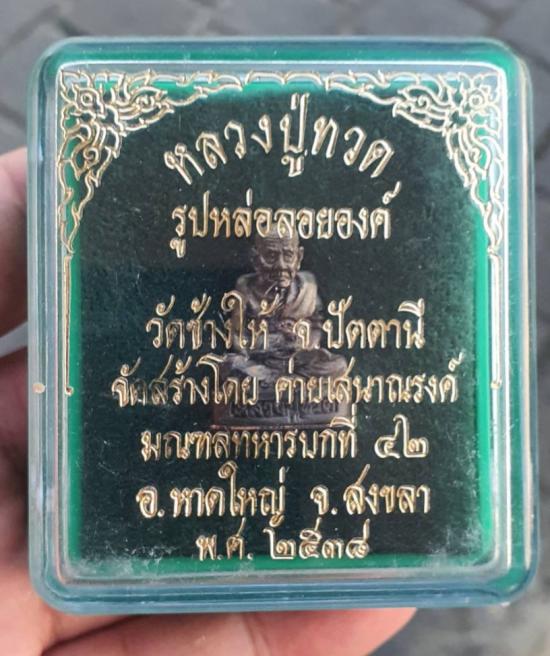 หลวงปู่ทวด
รูปหล่อลอยองค์
วัดช้างให้ จ.ปัตตานี
จัดสร้างโดย ค่ายเสนาณรงค์
มณฑลทหารบกที่ ๔๒
อ.หาดใหญ่ จ.สงขลา
พ.ศ. ๒๕๓๘